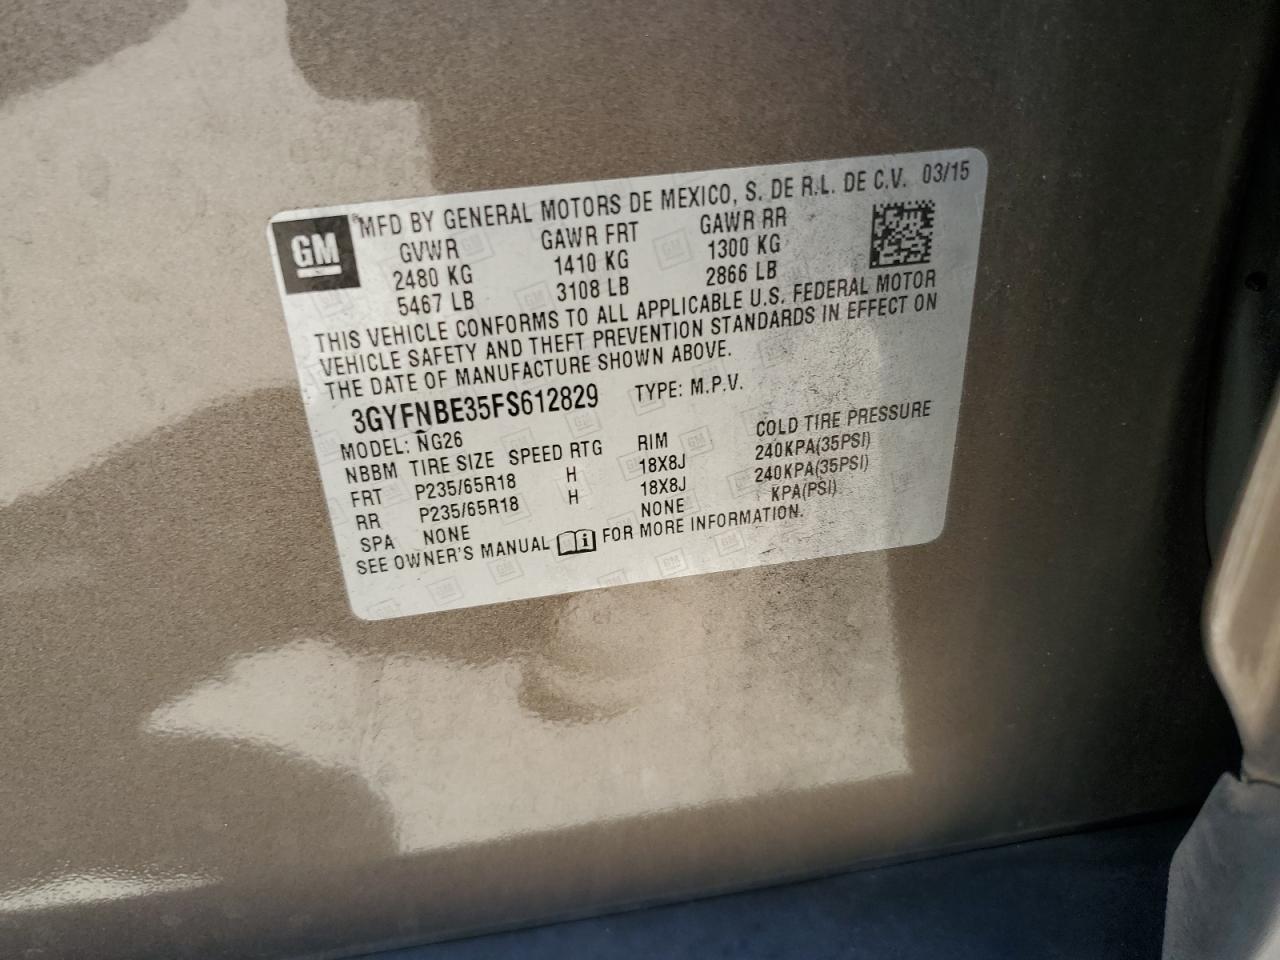 GM MFD BY GENERAL MOTORS DE MEXICO, S. DE R.L. DE C.V. 03/15
GVWR GAWR FRT GAWR RR
2480 KG 1410 KG 1300 KG
5467 LB 3108 LB 2866 LB
THIS VEHICLE CONFORMS TO ALL APPLICABLE U.S. FEDERAL MOTOR
VEHICLE SAFETY AND THEFT PREVENTION STANDARDS IN EFFECT ON
THE DATE OF MANUFACTURE SHOWN ABOVE.
3GYFNBE35FS612829 TYPE: M.P.V.
MODEL: NG26
NBBM TIRE SIZE SPEED RTG RIM COLD TIRE PRESSURE
FRT P235/65R18 H 18X8J 240KPA(35PSI)
RR P235/65R18 H 18X8J 240KPA(35PSI)
SPA NONE NONE KPA(PSI)
SEE OWNER'S MANUAL i FOR MORE INFORMATION.